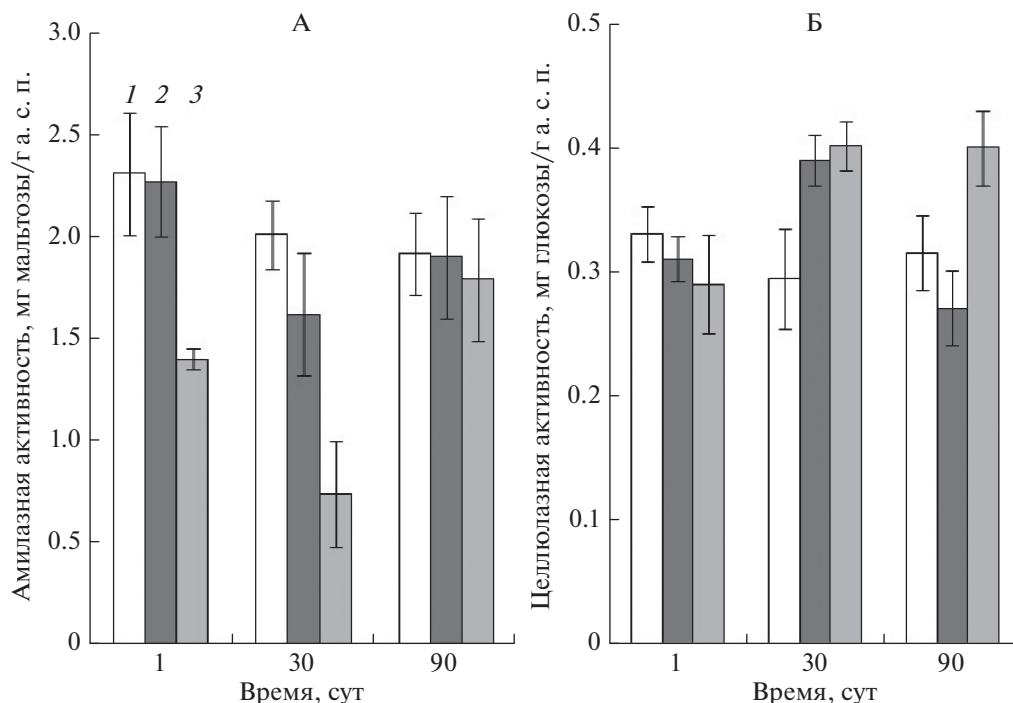 А
Амилазная активность, мг мальтозы/г а. с. п.
3.0
2.5
2.0
1.5
1.0
0.5
0
1 2 3
1 30 90
Время, сут
Б
Целлюлазная активность, мг глюкозы/г а. с. п.
0.5
0.4
0.3
0.2
0.1
0
1 30 90
Время, сут